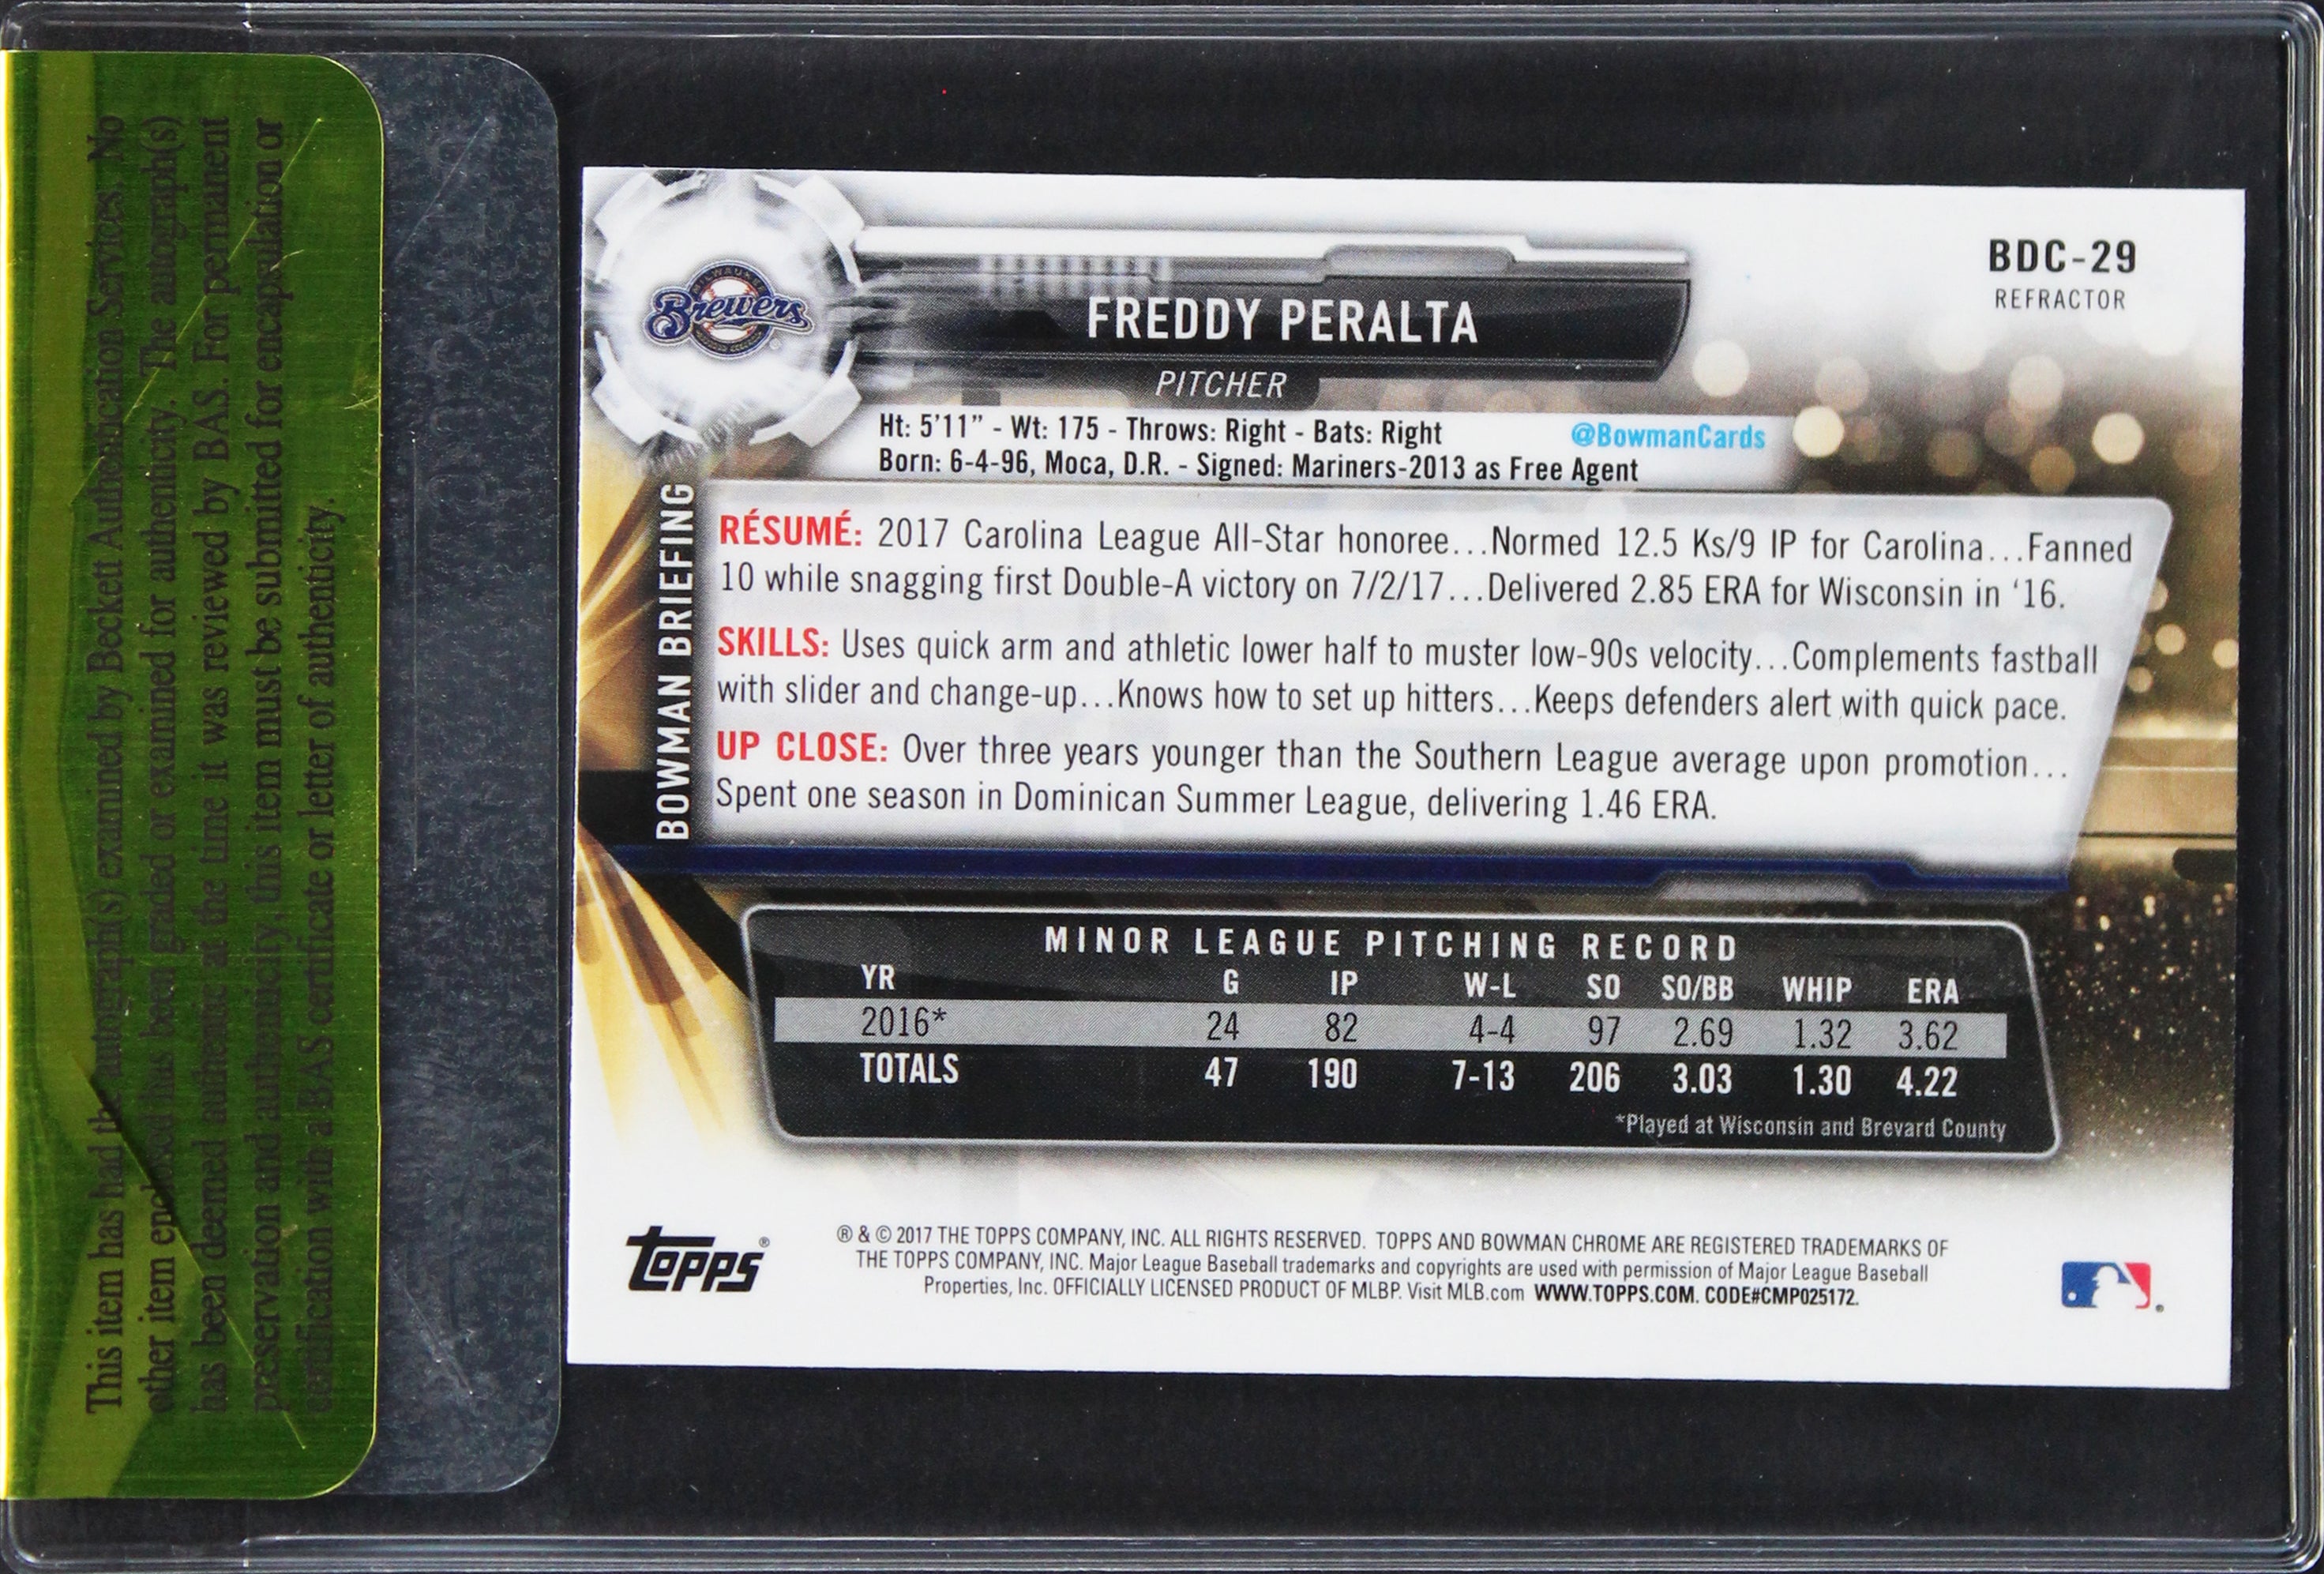 This item has had the autograph(s) examined by Beckett Authentication Services. No
other item enclosed has been graded or examined for authenticity. The autograph(s)
has been deemed authentic at the time it was reviewed by BAS. For permanent
preservation and authenticity, this item must be submitted for encapsulation or
certification with a BAS certificate or letter of authenticity.
MILWAUKEE
Brewers
FREDDY PERALTA
PITCHER
BDC-29
REFRACTOR
Ht: 5'11” - Wt: 175 - Throws: Right - Bats: Right @BowmanCards
Born: 6-4-96, Moca, D.R. - Signed: Mariners-2013 as Free Agent
BOWMAN BRIEFING
RÉSUMÉ: 2017 Carolina League All-Star honoree...Normed 12.5 Ks/9 IP for Carolina...Fanned
10 while snagging first Double-A victory on 7/2/17...Delivered 2.85 ERA for Wisconsin in ‘16.
SKILLS: Uses quick arm and athletic lower half to muster low-90s velocity...Complements fastball
with slider and change-up...Knows how to set up hitters...Keeps defenders alert with quick pace.
UP CLOSE: Over three years younger than the Southern League average upon promotion...
Spent one season in Dominican Summer League, delivering 1.46 ERA.
MINOR LEAGUE PITCHING RECORD
YR G IP W-L SO SO/BB WHIP ERA
2016* 24 82 4-4 97 2.69 1.32 3.62
TOTALS 47 190 7-13 206 3.03 1.30 4.22
*Played at Wisconsin and Brevard County
topps®
® & © 2017 THE TOPPS COMPANY, INC. ALL RIGHTS RESERVED. TOPPS AND BOWMAN CHROME ARE REGISTERED TRADEMARKS OF
THE TOPPS COMPANY, INC. Major League Baseball trademarks and copyrights are used with permission of Major League Baseball
Properties, Inc. OFFICIALLY LICENSED PRODUCT OF MLBP. Visit MLB.com WWW.TOPPS.COM. CODE#CMP025172.